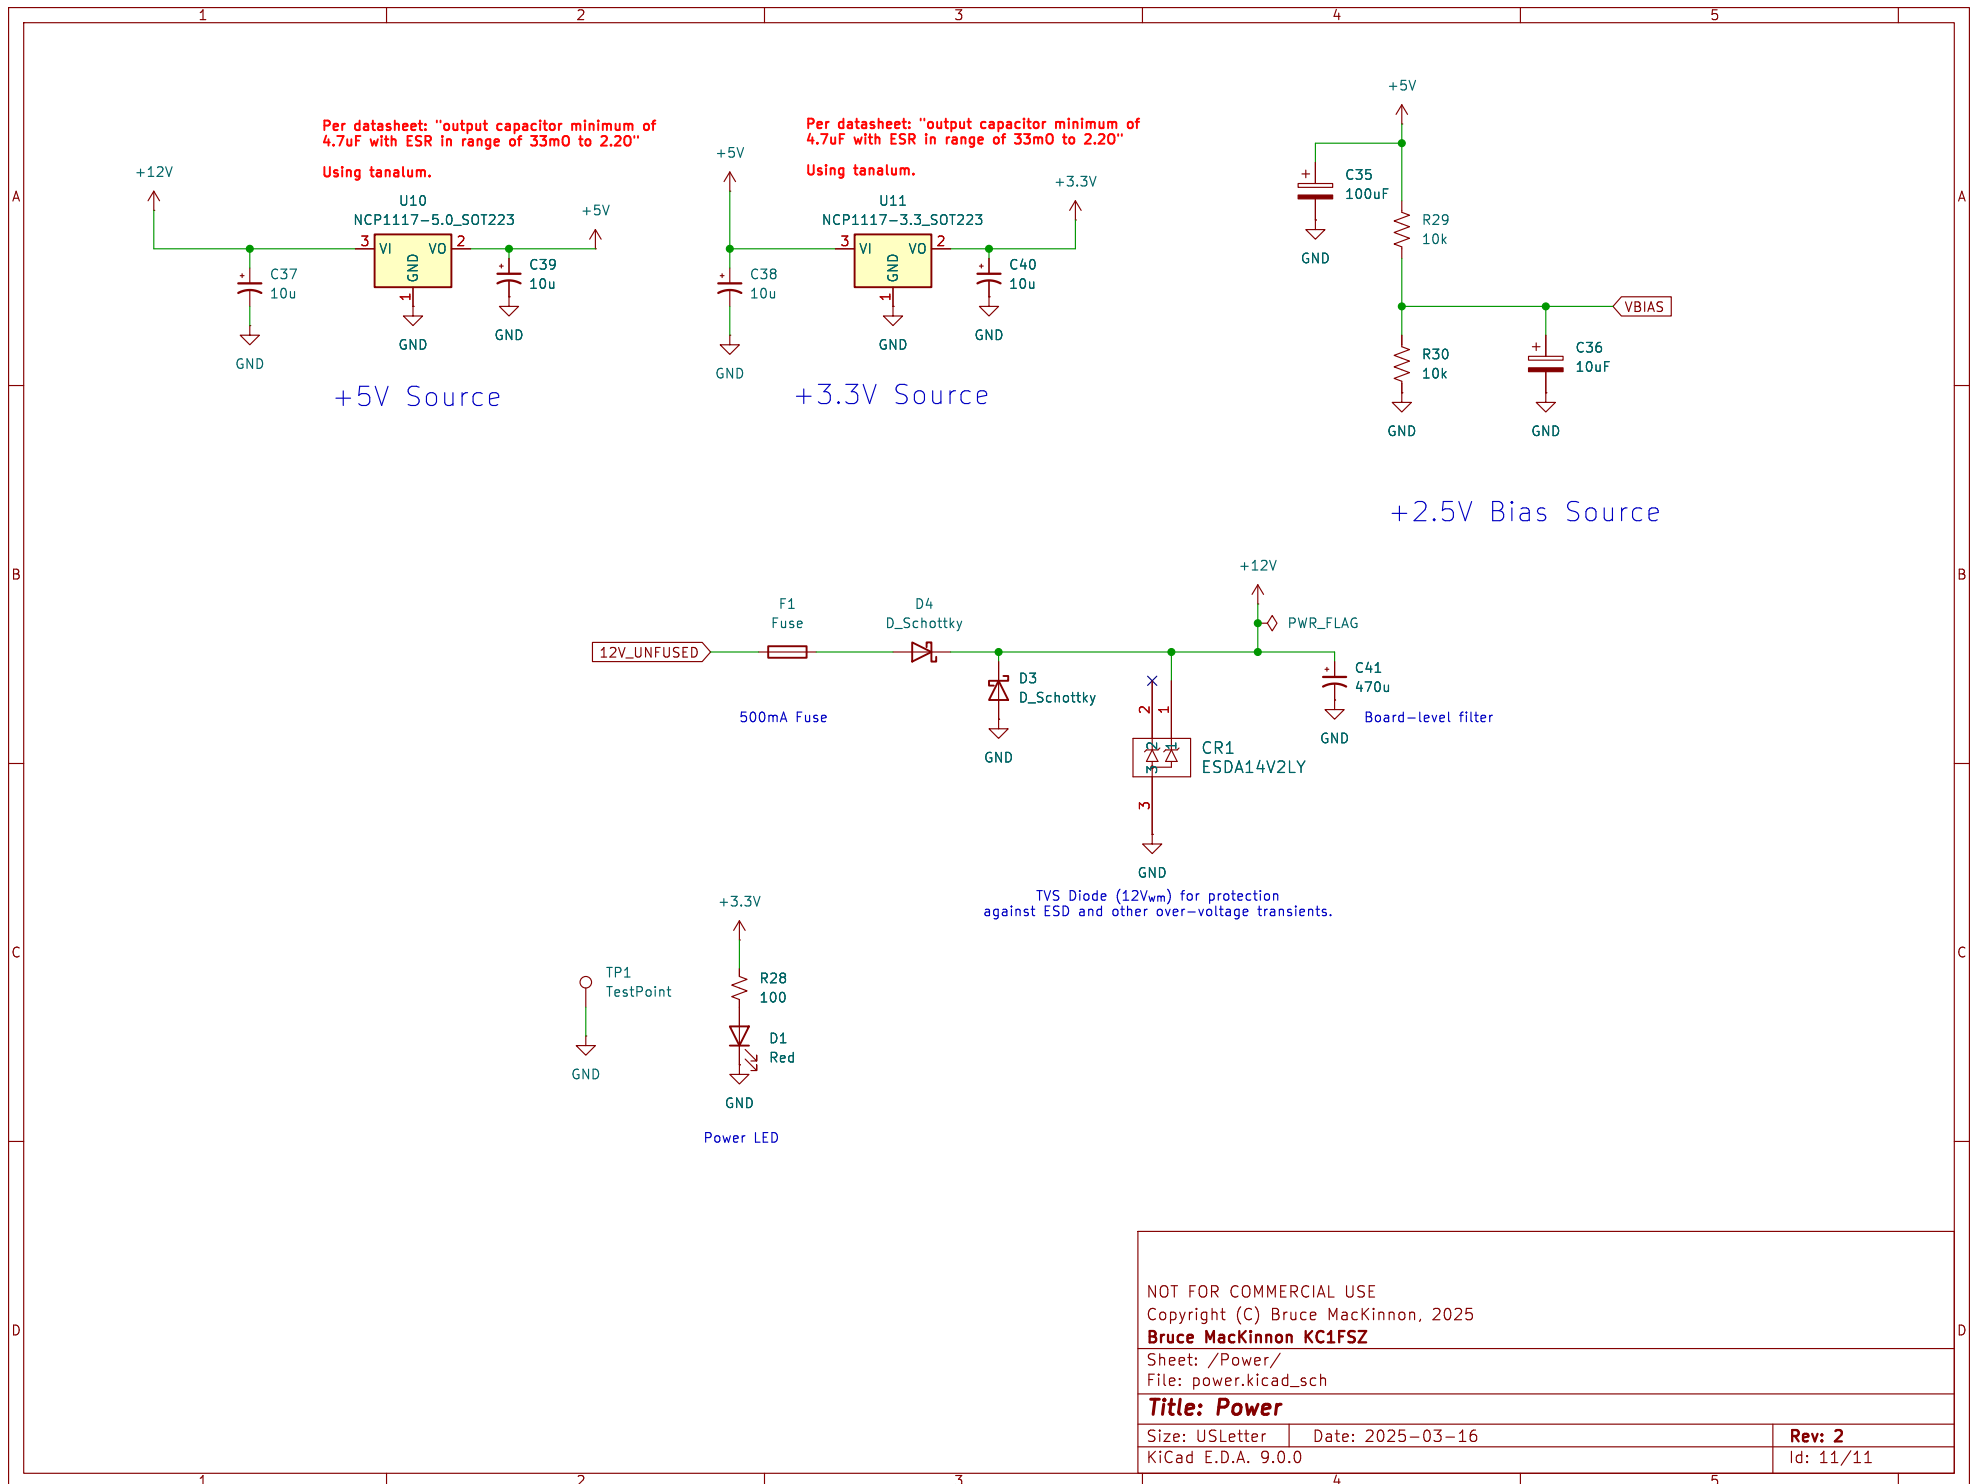 1 2 3 4 5
A A
B B
C C
D D
1 2 3 4 5
Per datasheet: "output capacitor minimum of
4.7uF with ESR in range of 33mO to 2.2O"
Using tanalum.
+12V
U10
NCP1117-5.0_SOT223
+5V
3 VI VO 2
GND
1
C37
10u
C39
10u
GND
GND
GND
+5V Source
Per datasheet: "output capacitor minimum of
4.7uF with ESR in range of 33mO to 2.2O"
Using tanalum.
+5V
U11
NCP1117-3.3_SOT223
+3.3V
3 VI VO 2
GND
1
C38
10u
C40
10u
GND
GND
GND
+3.3V Source
+5V
C35
100uF
GND
R29
10k
VBIAS
R30
10k
C36
10uF
GND
GND
+2.5V Bias Source
+12V
PWR_FLAG
F1
Fuse
D4
D_Schottky
12V_UNFUSED
500mA Fuse
D3
D_Schottky
GND
2 1
2 1
3
3
CR1
ESDA14V2LY
GND
C41
470u
GND
Board-level filter
TVS Diode (12Vwm) for protection
against ESD and other over-voltage transients.
TP1
TestPoint
GND
+3.3V
R28
100
D1
Red
GND
Power LED
NOT FOR COMMERCIAL USE
Copyright (C) Bruce MacKinnon, 2025
Bruce MacKinnon KC1FSZ
Sheet: /Power/
File: power.kicad_sch
Title: Power
Size: USLetter Date: 2025-03-16 Rev: 2
KiCad E.D.A. 9.0.0 Id: 11/11